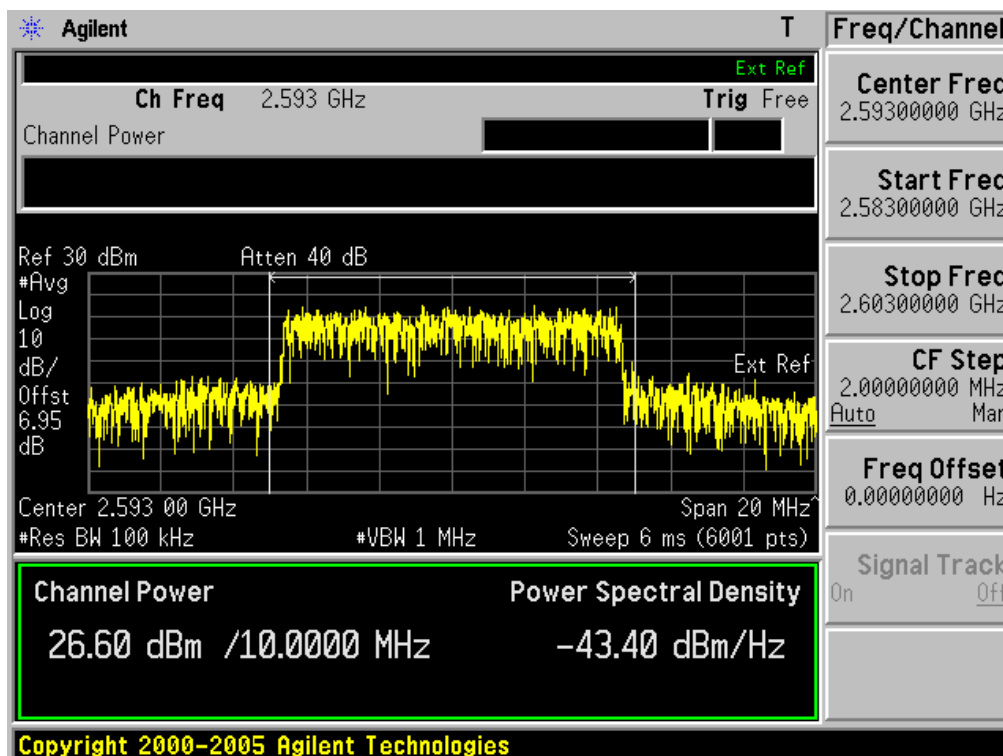 Agilent T
Freq/Channel
Ext Ref
Ch Freq 2.593 GHz Trig Free
Channel Power
Center Freq
2.59300000 GHz
Start Freq
2.58300000 GHz
Stop Freq
2.60300000 GHz
CF Step
2.00000000 MHz
Auto Man
Freq Offset
0.00000000 Hz
Signal Track
On Off
Ref 30 dBm Atten 40 dB
#Avg
Log
10
dB/
Offst
6.95
dB
Ext Ref
Center 2.593 00 GHz Span 20 MHz^
#Res BW 100 kHz #VBW 1 MHz Sweep 6 ms (6001 pts)
Channel Power Power Spectral Density
26.60 dBm /10.0000 MHz -43.40 dBm/Hz
Copyright 2000-2005 Agilent Technologies